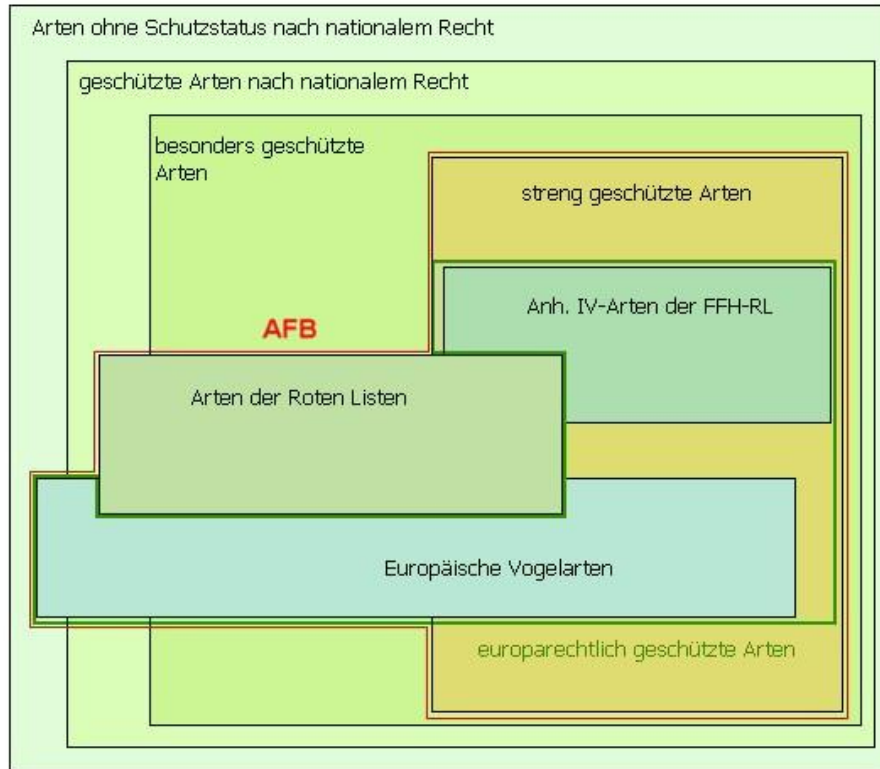 Arten ohne Schutzstatus nach nationalem Recht
geschützte Arten nach nationalem Recht
besonders geschützte
Arten
streng geschützte Arten
Anh. IV-Arten der FFH-RL
AFB
Arten der Roten Listen
Europäische Vogelarten
europarechtlich geschützte Arten